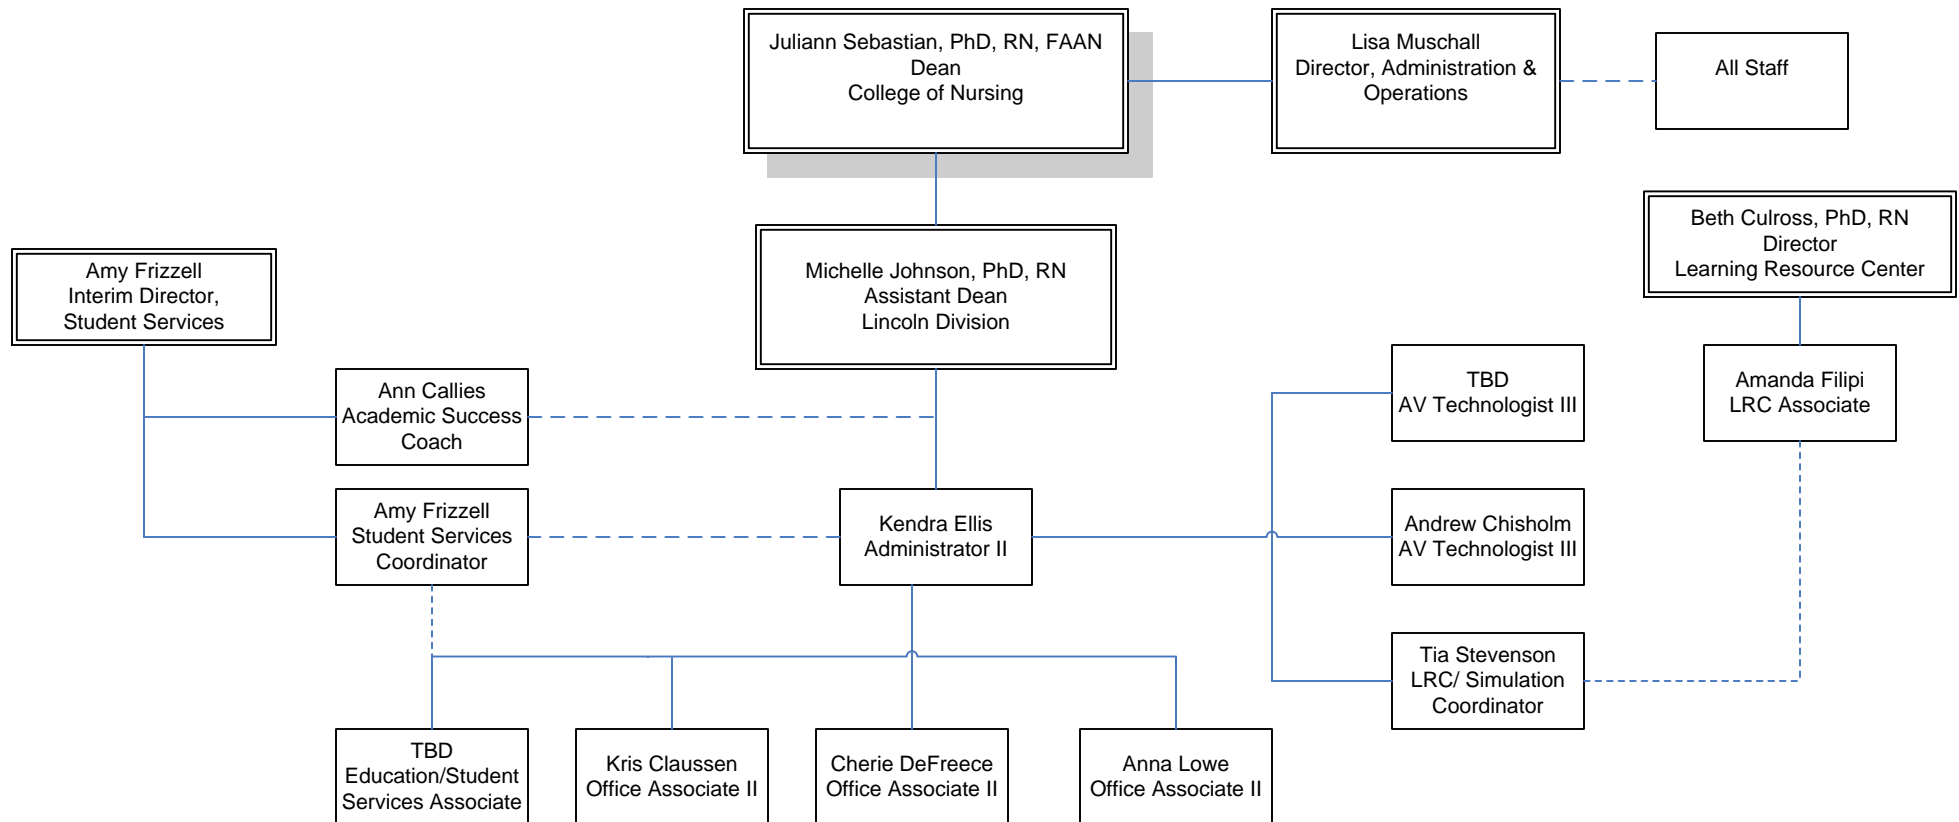 Juliann Sebastian, PhD, RN, FAAN
Dean
College of Nursing
Lisa Muschall
Director, Administration &
Operations
All Staff
Beth Culross, PhD, RN
Director
Learning Resource Center
Amy Frizzell
Interim Director,
Student Services
Michelle Johnson, PhD, RN
Assistant Dean
Lincoln Division
Ann Callies
Academic Success
Coach
TBD
AV Technologist III
Amanda Filipi
LRC Associate
Amy Frizzell
Student Services
Coordinator
Kendra Ellis
Administrator II
Andrew Chisholm
AV Technologist III
Tia Stevenson
LRC/ Simulation
Coordinator
TBD
Education/Student
Services Associate
Kris Claussen
Office Associate II
Cherie DeFreece
Office Associate II
Anna Lowe
Office Associate II